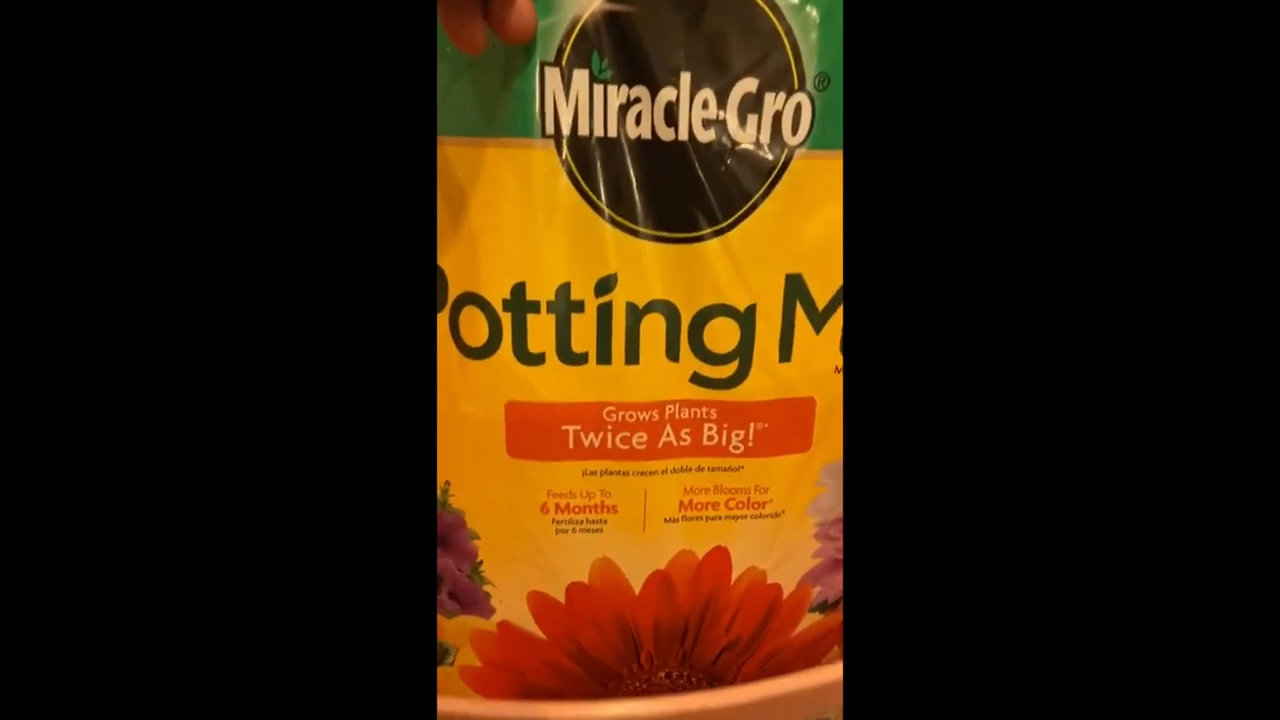 Miracle-Gro®
Potting M
M
Grows Plants
Twice As Big!®*
¡Las plantas crecen el doble de tamaño!*
Feeds Up To
6 Months
Fertiliza hasta
por 6 meses
More Blooms For
More Color*
Más flores para mayor colorido*